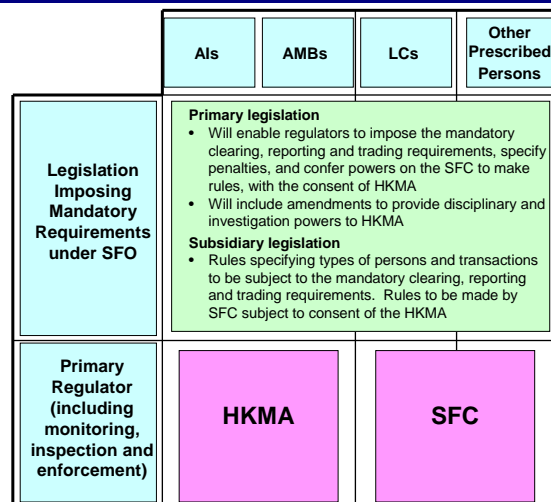 AIs
AMBs
LCs
Other
Prescribed
Persons
Legislation
Imposing
Mandatory
Requirements
under SFO
Primary legislation
• Will enable regulators to impose the mandatory
clearing, reporting and trading requirements, specify
penalties, and confer powers on the SFC to make
rules, with the consent of HKMA
• Will include amendments to provide disciplinary and
investigation powers to HKMA
Subsidiary legislation
• Rules specifying types of persons and transactions
to be subject to the mandatory clearing, reporting
and trading requirements. Rules to be made by
SFC subject to consent of the HKMA
Primary
Regulator
(including
monitoring,
inspection and
enforcement)
HKMA
SFC